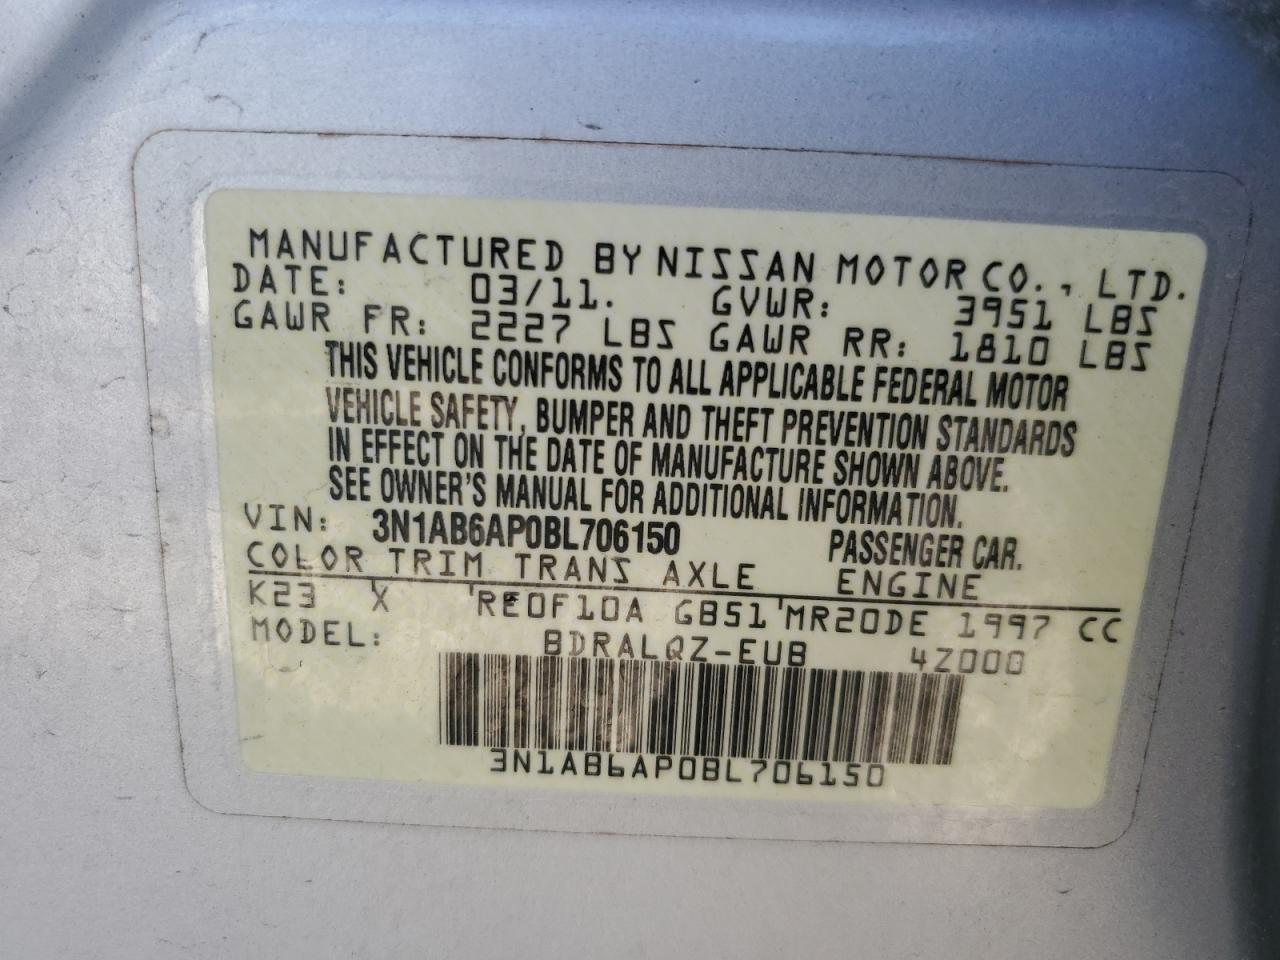 MANUFACTURED BY NISSAN MOTOR CO., LTD.
DATE: 03/11. GVWR: 3951 LBS
GAWR FR: 2227 LBS GAWR RR: 1810 LBS
THIS VEHICLE CONFORMS TO ALL APPLICABLE FEDERAL MOTOR
VEHICLE SAFETY, BUMPER AND THEFT PREVENTION STANDARDS
IN EFFECT ON THE DATE OF MANUFACTURE SHOWN ABOVE.
SEE OWNER'S MANUAL FOR ADDITIONAL INFORMATION.
VIN: 3N1AB6AP0BL706150 PASSENGER CAR.
COLOR TRIM TRANS AXLE ENGINE
K23 X RE0F10A GB51 MR20DE 1997 CC
MODEL: BDRALQZ-EUB 4Z000
3N1AB6AP0BL706150